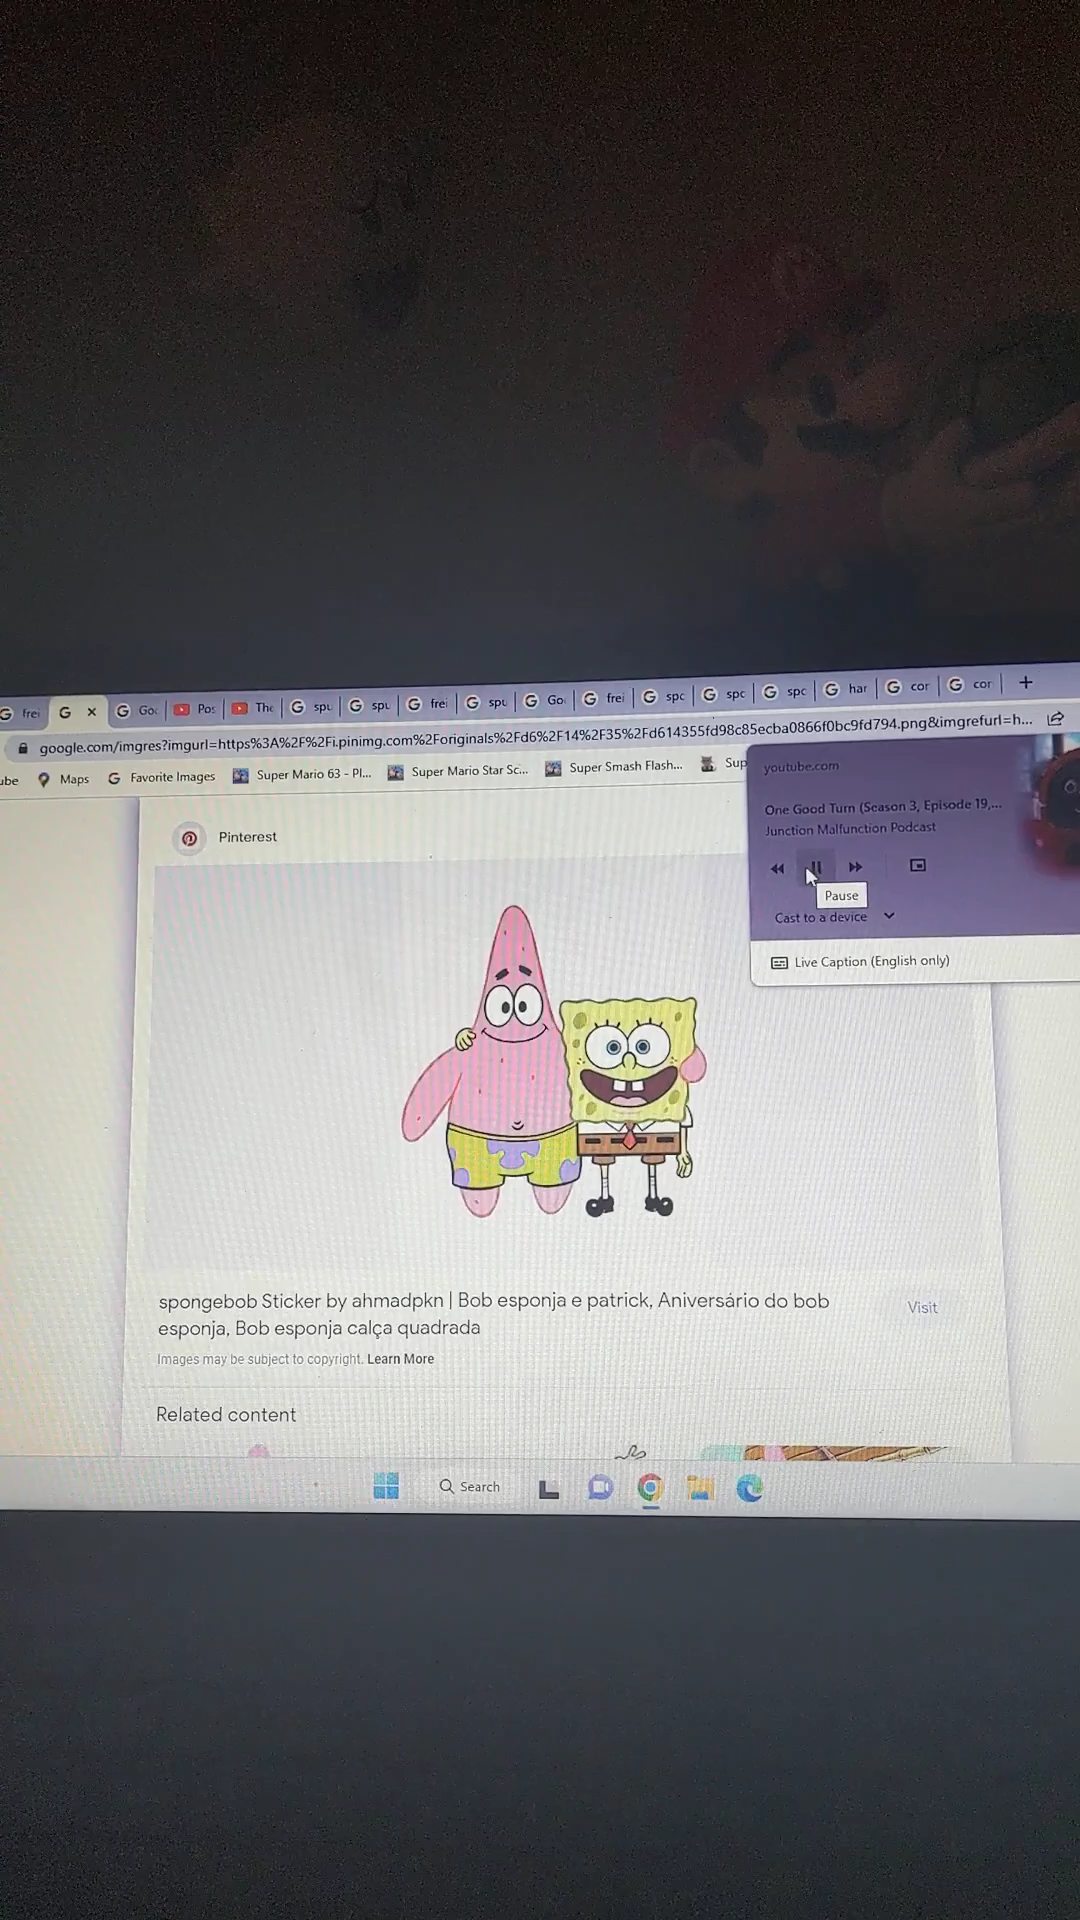 frei
Go
Pos
The
spu
spu
frei
spu
Go
frei
spc
spc
spc
har
cor
cor
google.com/imgres?imgurl=https%3A%2F%2Fi.pinimg.com%2Foriginals%2Fd6%2F14%2F35%2Fd614355fd98c85ecba0866f0bc9fd794.png&imgrefurl=h...
ube
Maps
Favorite Images
Super Mario 63 - Pl...
Super Mario Star Sc...
Super Smash Flash...
Sup
youtube.com
One Good Turn (Season 3, Episode 19,...
Junction Malfunction Podcast
Pause
Cast to a device
Live Caption (English only)
Pinterest
spongebob Sticker by ahmadpkn | Bob esponja e patrick, Aniversário do bob
esponja, Bob esponja calça quadrada
Visit
Images may be subject to copyright. Learn More
Related content
Search